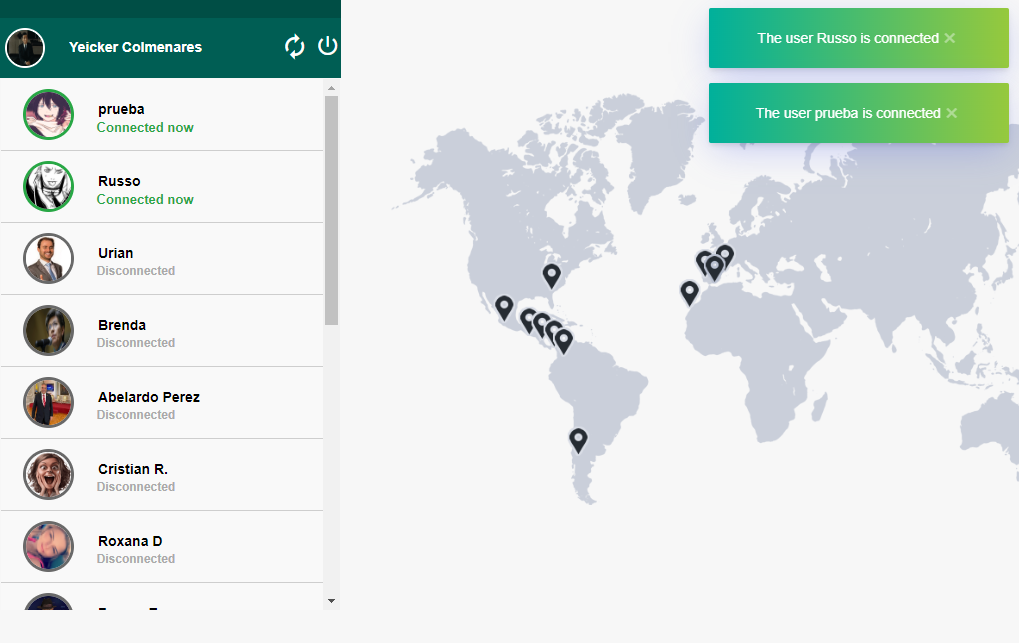 Yeicker Colmenares
prueba
Connected now
Russo
Connected now
Urian
Disconnected
Brenda
Disconnected
Abelardo Perez
Disconnected
Cristian R.
Disconnected
Roxana D
Disconnected
The user Russo is connected ×
The user prueba is connected ×